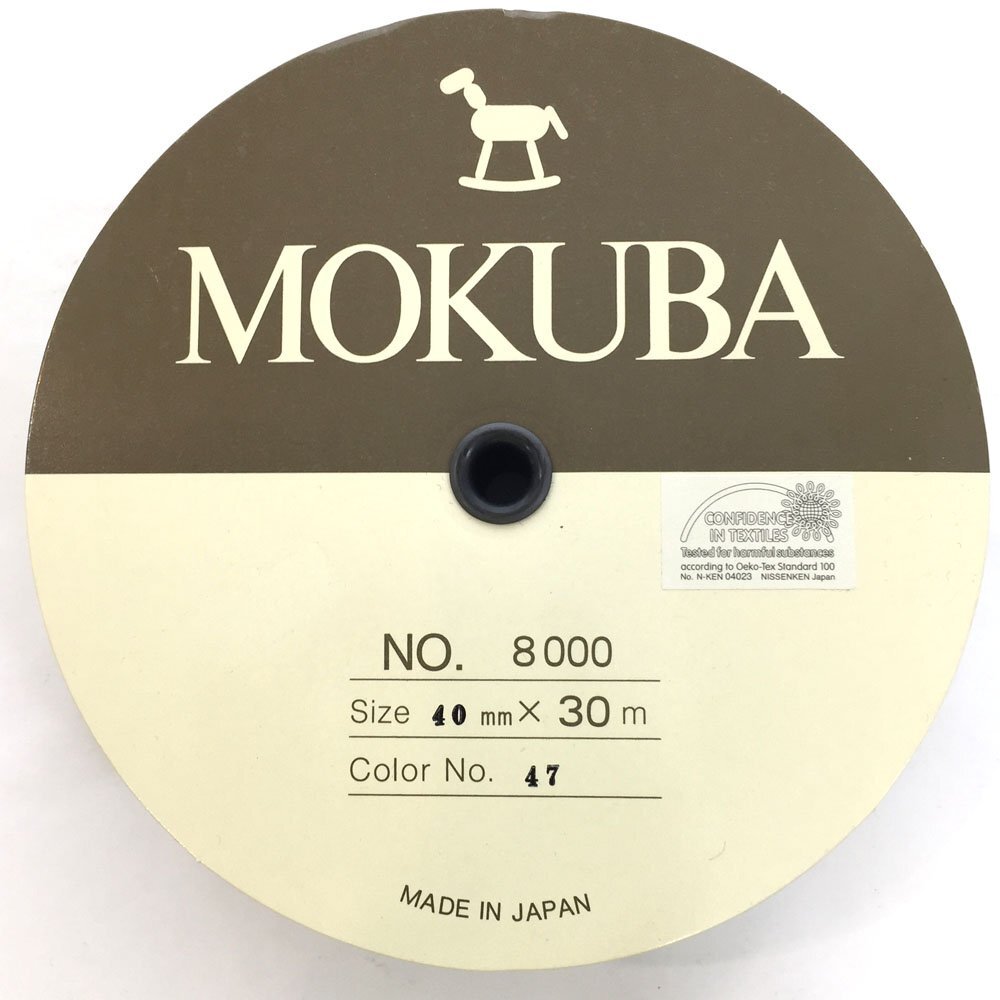 MOKUBA
CONFIDENCE
IN TEXTILES
Tested for harmful substances
according to Oeko-Tex Standard 100
No. N-KEN 04023 NISSENKEN Japan
NO. 8000
Size 40 mm × 30 m
Color No. 47
MADE IN JAPAN